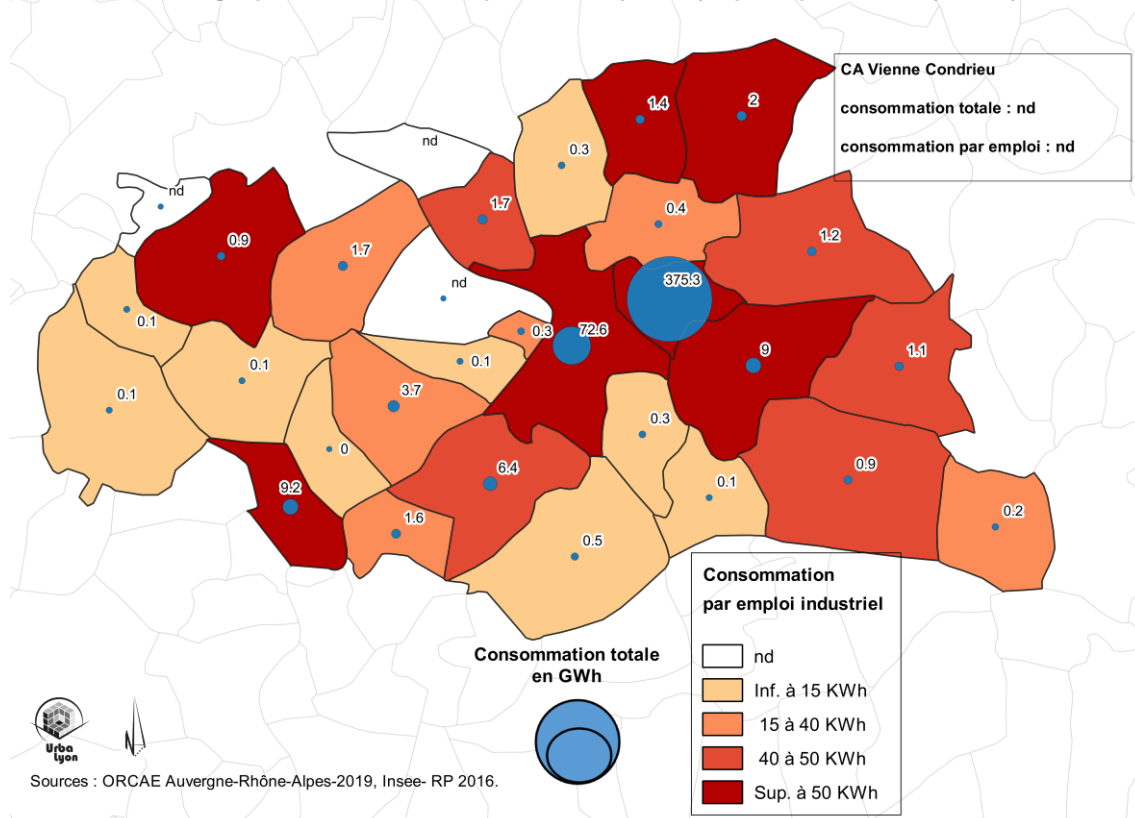 CA Vienne Condrieu
consommation totale : nd
consommation par emploi : nd
1.4
2
0.3
nd
nd
1.7
0.4
0.9
1.7
1.2
nd
375.3
0.1
0.3
72.6
0.1
9
1.1
0.1
3.7
0.1
0.3
0
6.4
9.2
0.1
0.9
1.6
0.5
0.2
Consommation
par emploi industriel
nd
Inf. à 15 KWh
15 à 40 KWh
40 à 50 KWh
Sup. à 50 KWh
Consommation totale
en GWh
Urba
Lyon
N
Sources : ORCAE Auvergne-Rhône-Alpes-2019, Insee- RP 2016.